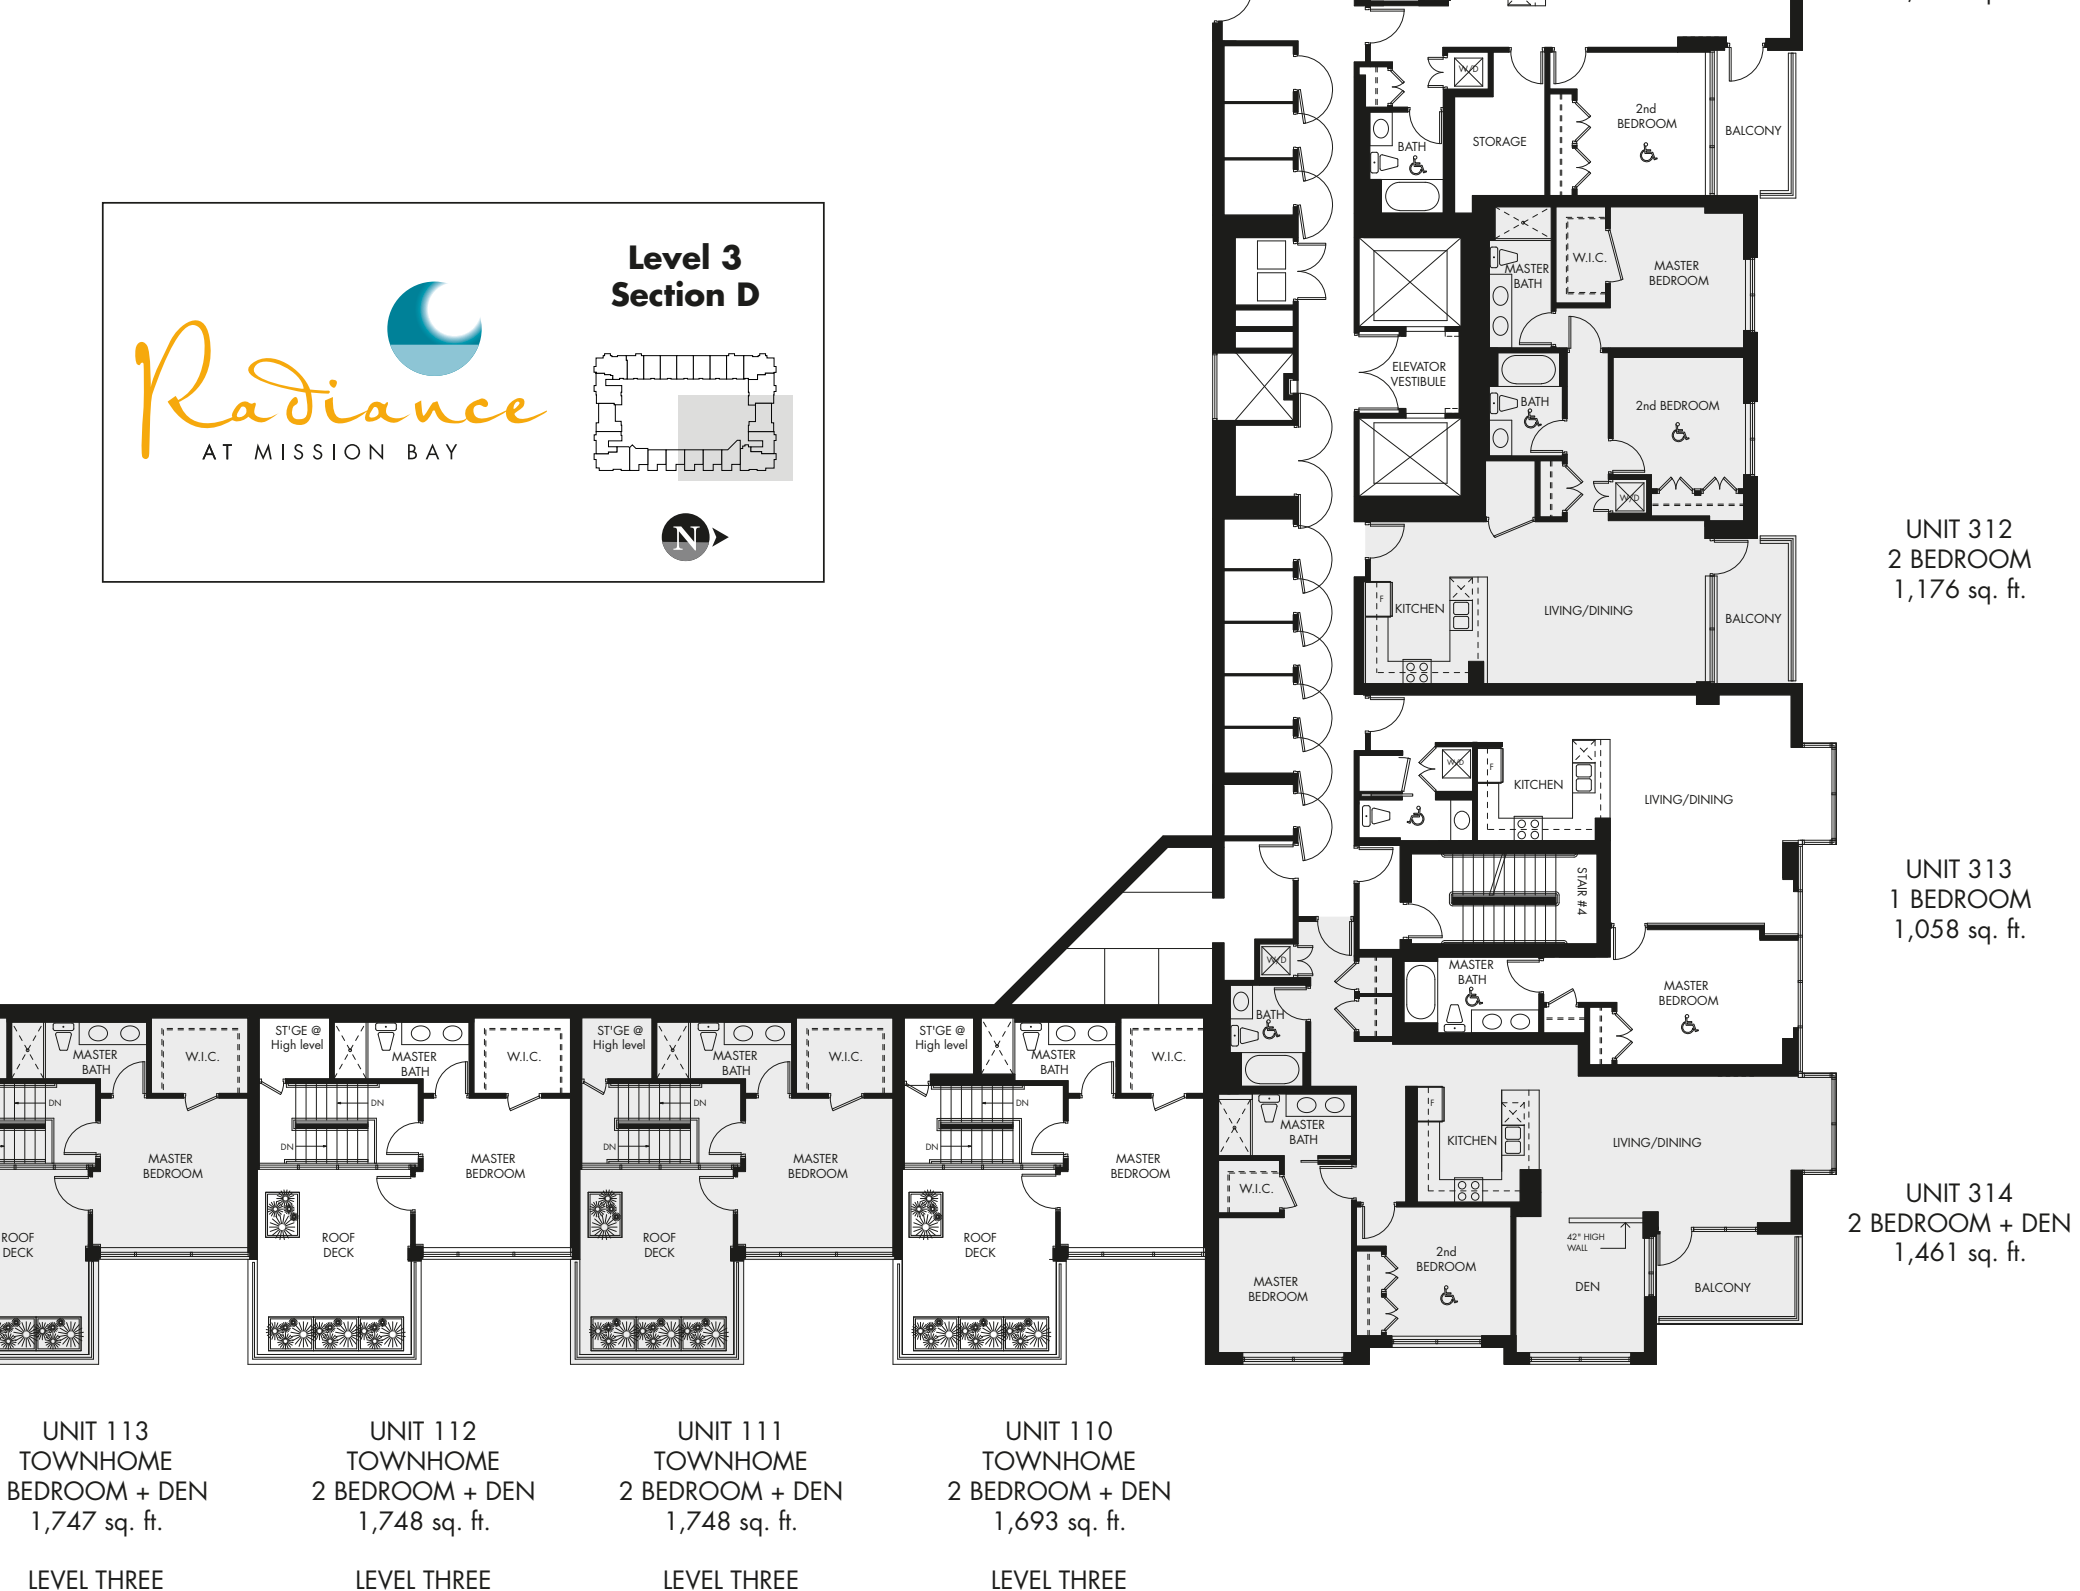 Level 3
Section D
Radiance
AT MISSION BAY
N
W/D
2nd
BEDROOM
BALCONY
STORAGE
BATH
W.I.C.
MASTER
BEDROOM
MASTER
BATH
ELEVATOR
VESTIBULE
BATH
2nd BEDROOM
W/D
F
KITCHEN
LIVING/DINING
BALCONY
UNIT 312
2 BEDROOM
1,176 sq. ft.
W/D
F
KITCHEN
LIVING/DINING
STAIR #4
MASTER
BATH
MASTER
BEDROOM
UNIT 313
1 BEDROOM
1,058 sq. ft.
W/D
BATH
F
KITCHEN
LIVING/DINING
MASTER
BATH
W.I.C.
MASTER
BEDROOM
2nd
BEDROOM
42" HIGH
WALL
DEN
BALCONY
UNIT 314
2 BEDROOM + DEN
1,461 sq. ft.
MASTER
BATH
W.I.C.
DN
MASTER
BEDROOM
ROOF
DECK
ST'GE @
High level
MASTER
BATH
W.I.C.
DN
DN
MASTER
BEDROOM
ROOF
DECK
ST'GE @
High level
MASTER
BATH
W.I.C.
DN
DN
MASTER
BEDROOM
ROOF
DECK
ST'GE @
High level
MASTER
BATH
W.I.C.
DN
DN
MASTER
BEDROOM
ROOF
DECK
UNIT 113
TOWNHOME
BEDROOM + DEN
1,747 sq. ft.
LEVEL THREE
UNIT 112
TOWNHOME
2 BEDROOM + DEN
1,748 sq. ft.
LEVEL THREE
UNIT 111
TOWNHOME
2 BEDROOM + DEN
1,748 sq. ft.
LEVEL THREE
UNIT 110
TOWNHOME
2 BEDROOM + DEN
1,693 sq. ft.
LEVEL THREE